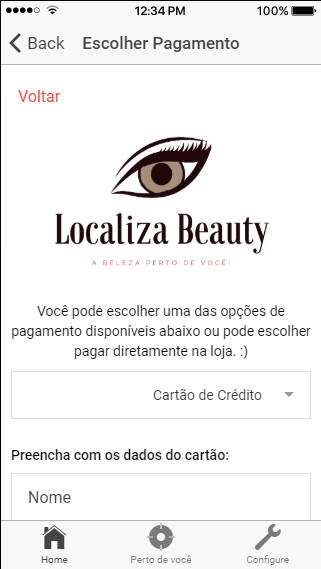 12:34 PM
100%
Back
Escolher Pagamento
Voltar
Localiza Beauty
A BELEZA PERTO DE VOCÊ!
Você pode escolher uma das opções de
pagamento disponíveis abaixo ou pode escolher
pagar diretamente na loja. :)
Cartão de Crédito
Preencha com os dados do cartão:
Nome
Home
Perto de você
Configure